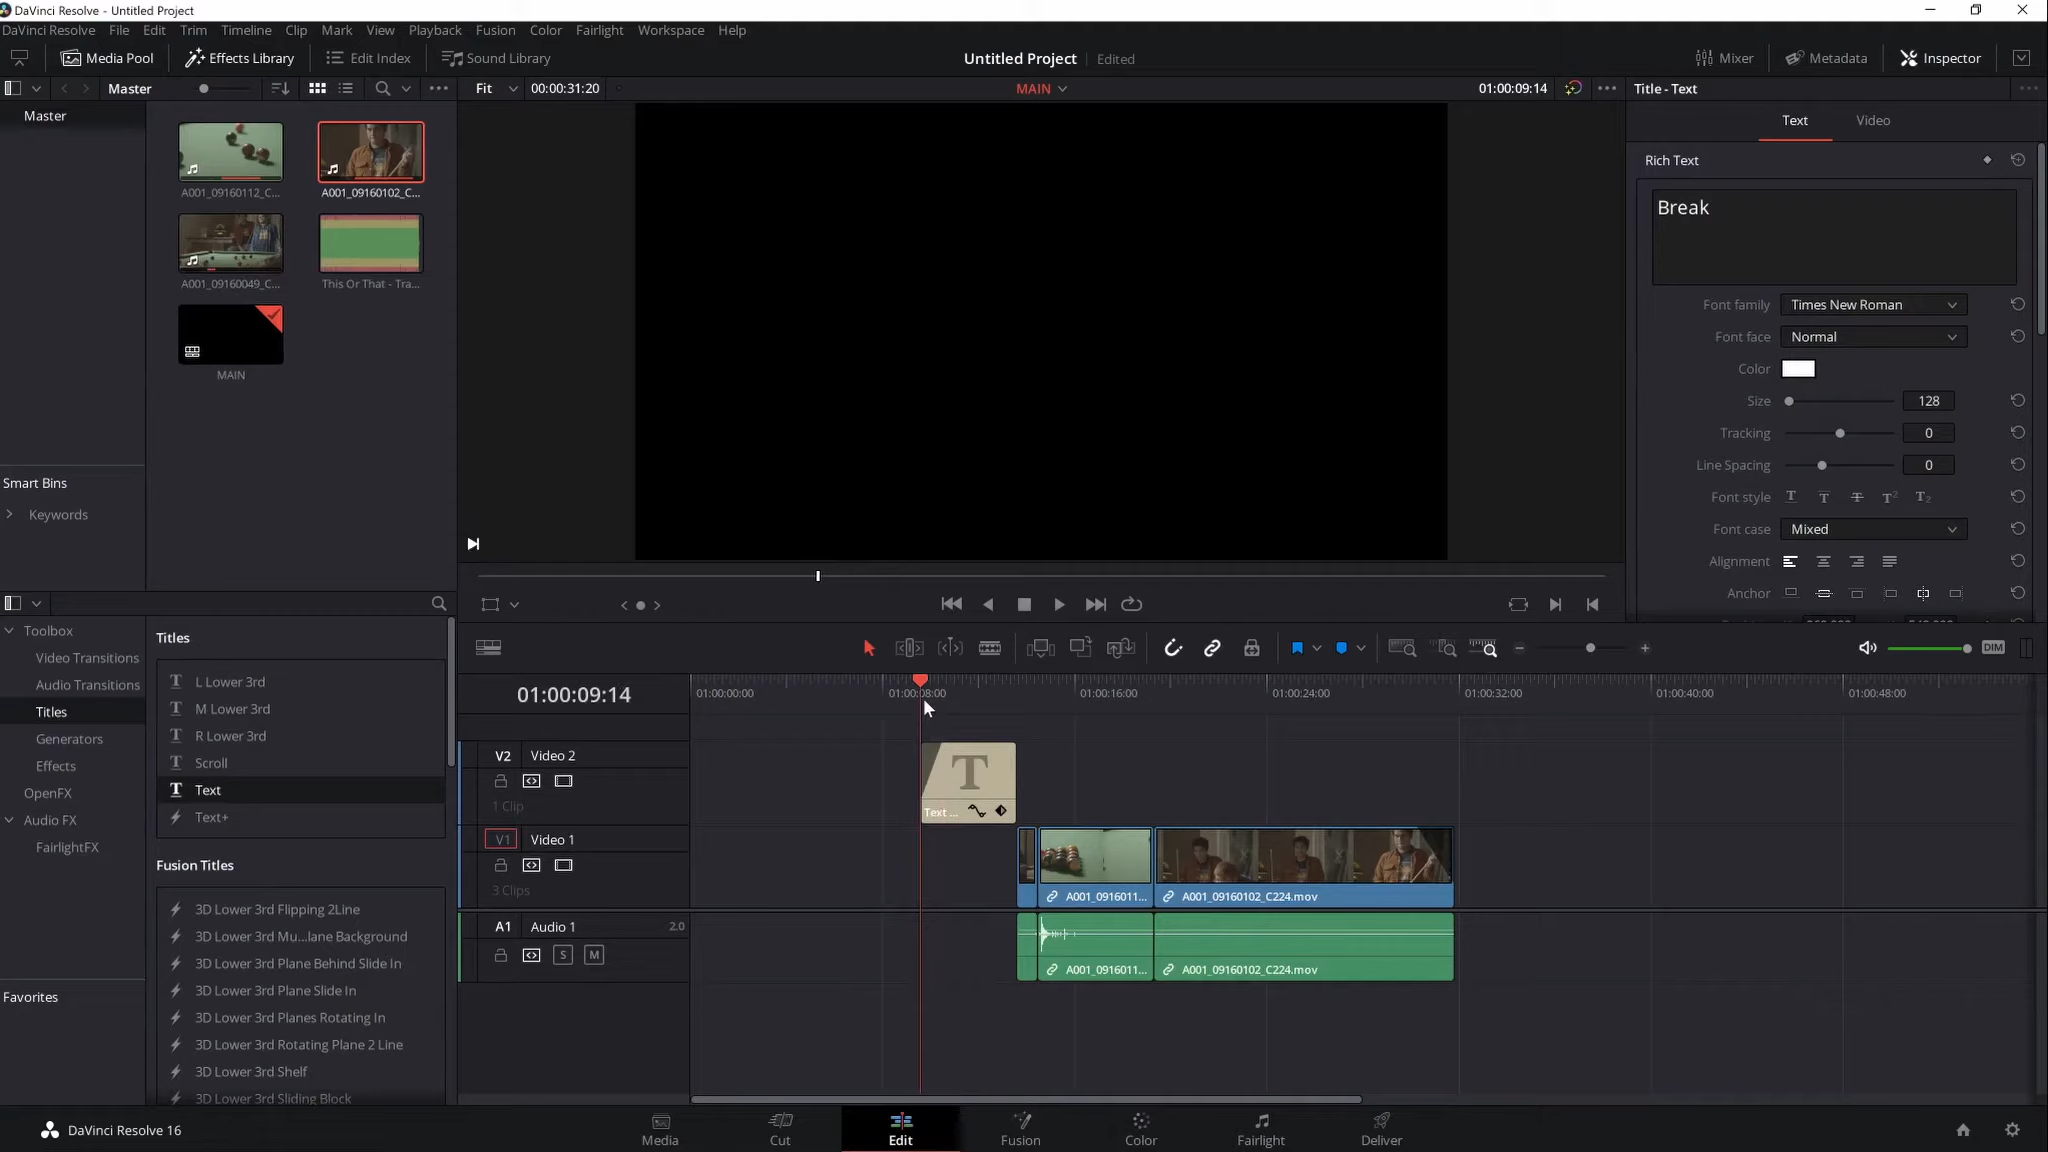 DaVinci Resolve - Untitled Project
DaVinci Resolve File Edit Trim Timeline Clip Mark View Playback Fusion Color Fairlight Workspace Help
Media Pool Effects Library Edit Index Sound Library Untitled Project Edited Mixer Metadata Inspector
Master Fit 00:00:31:20 MAIN 01:00:09:14 Title - Text
Master
Text Video
Rich Text
Break
A001_09160112_C... A001_09160102_C...
A001_09160049_C... This Or That - Tra...
MAIN
Font family Times New Roman
Font face Normal
Color
Size 128
Tracking 0
Line Spacing 0
Font style T T T T² T₂
Font case Mixed
Alignment
Anchor
Smart Bins
Keywords
Toolbox
Video Transitions
Audio Transitions
Titles
Generators
Effects
OpenFX
Audio FX
FairlightFX
Favorites
Titles
L Lower 3rd
M Lower 3rd
R Lower 3rd
Scroll
Text
Text+
Fusion Titles
3D Lower 3rd Flipping 2Line
3D Lower 3rd Mu...lane Background
3D Lower 3rd Plane Behind Slide In
3D Lower 3rd Plane Slide In
3D Lower 3rd Planes Rotating In
3D Lower 3rd Rotating Plane 2 Line
3D Lower 3rd Shelf
3D Lower 3rd Sliding Block
DIM
01:00:09:14 01:00:00:00 01:00:08:00 01:00:16:00 01:00:24:00 01:00:32:00 01:00:40:00 01:00:48:00
V2 Video 2
1 Clip
T
Text ...
V1 Video 1
3 Clips
A001_0916011... A001_09160102_C224.mov
A1 Audio 1 2.0
S M
A001_0916011... A001_09160102_C224.mov
DaVinci Resolve 16 Media Cut Edit Fusion Color Fairlight Deliver